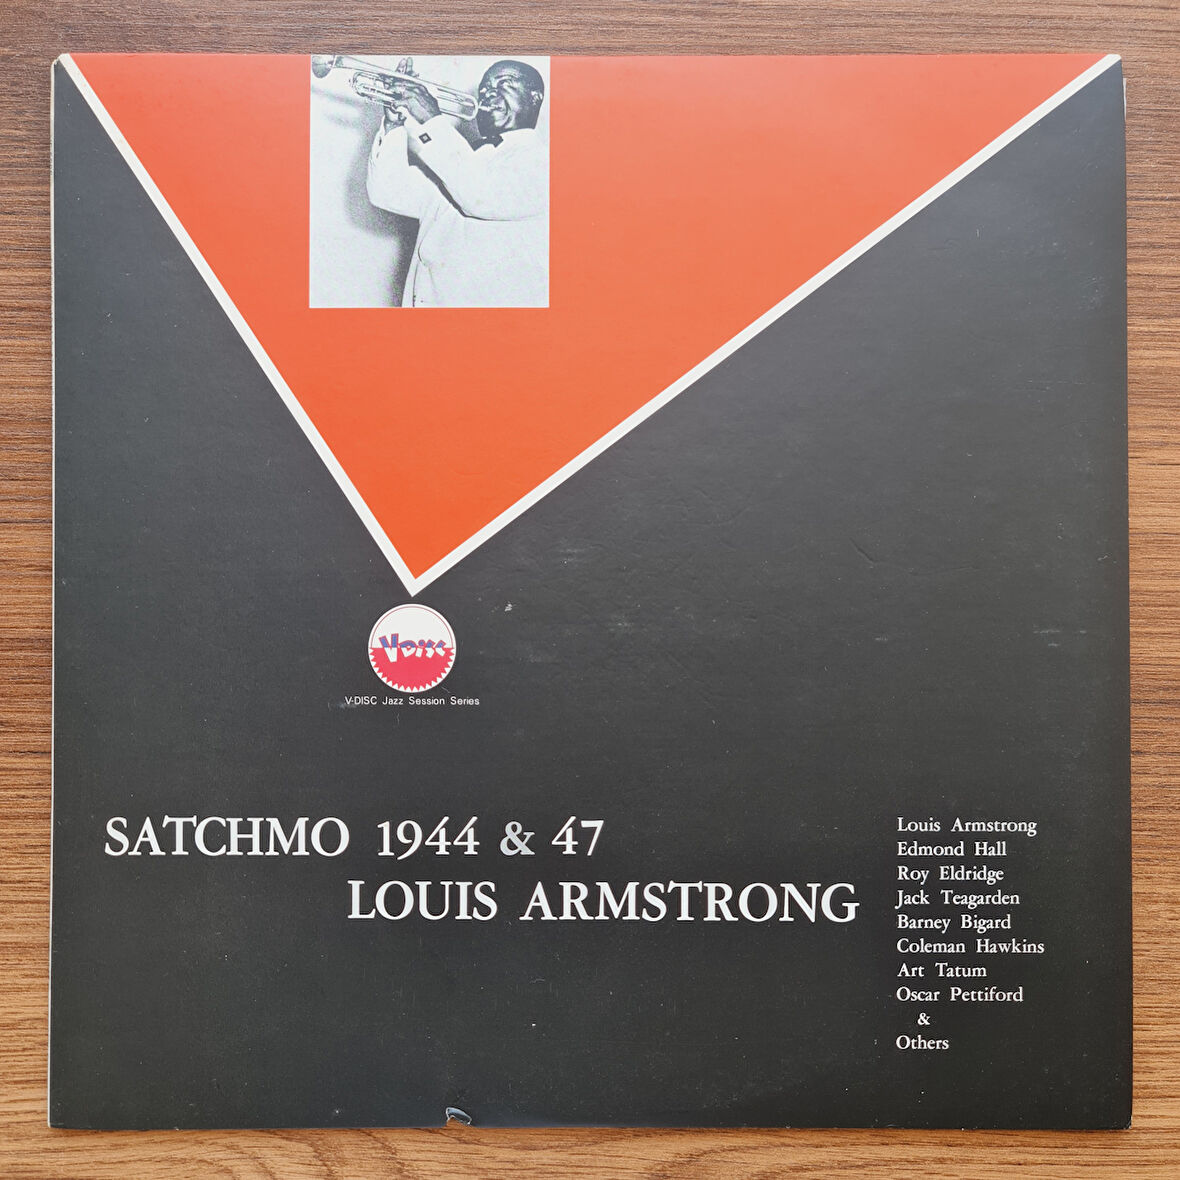 V DISC
V-DISC Jazz Session Series
SATCHMO 1944 & 47
LOUIS ARMSTRONG
Louis Armstrong
Edmond Hall
Roy Eldridge
Jack Teagarden
Barney Bigard
Coleman Hawkins
Art Tatum
Oscar Pettiford
&
Others